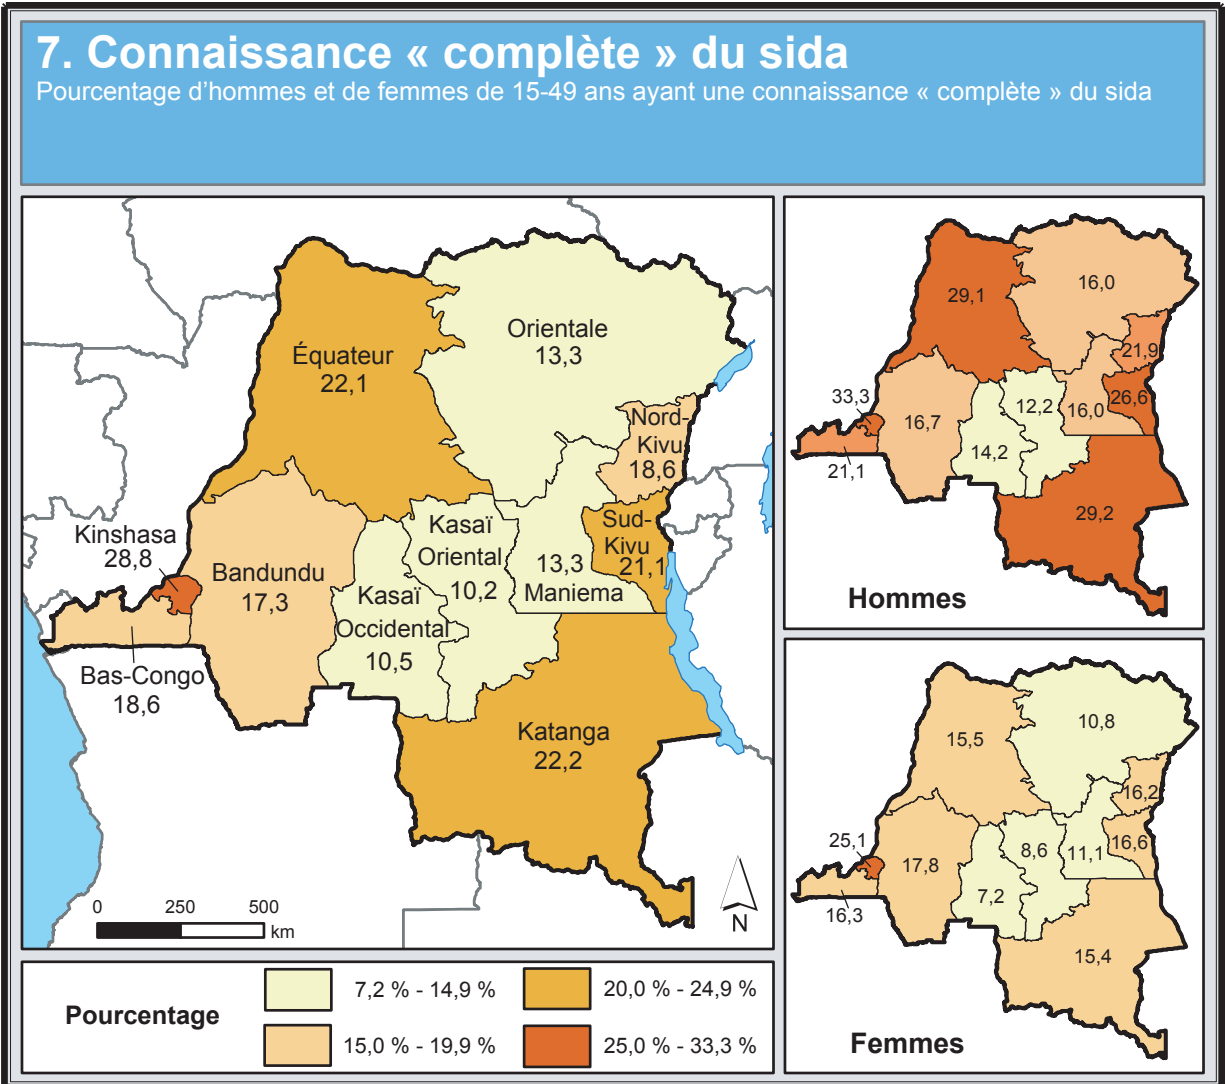 7. Connaissance « complète » du sida
Pourcentage d'hommes et de femmes de 15-49 ans ayant une connaissance « complète » du sida
Équateur
22,1
Orientale
13,3
Nord-
Kivu
18,6
Sud-
Kivu
21,1
13,3
Maniema
Kasaï
Oriental
10,2
Kasaï
Occidental
10,5
Kinshasa
28,8
Bandundu
17,3
Bas-Congo
18,6
Katanga
22,2
0 250 500
km
N
29,1
16,0
21,9
26,6
33,3
16,7
12,2
16,0
14,2
21,1
29,2
Hommes
10,8
15,5
16,2
25,1
17,8
8,6
11,1
16,6
7,2
16,3
15,4
Femmes
Pourcentage
7,2 % - 14,9 %
15,0 % - 19,9 %
20,0 % - 24,9 %
25,0 % - 33,3 %